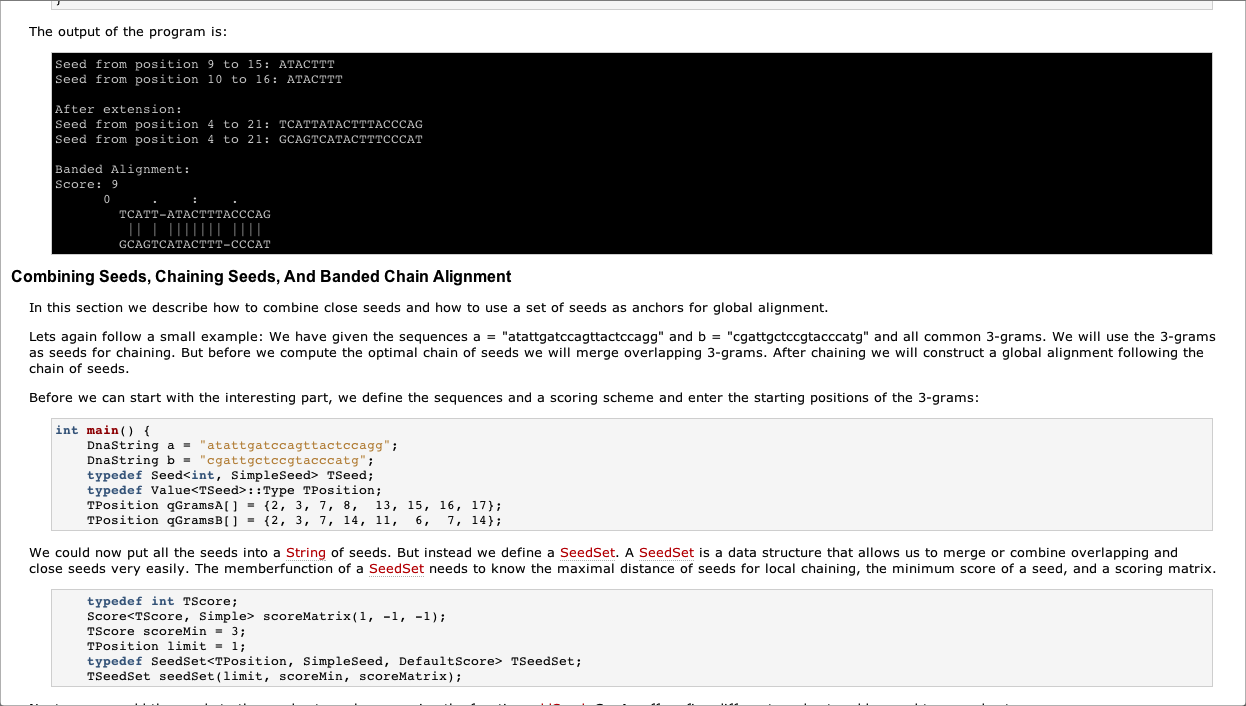 }
The output of the program is:
Seed from position 9 to 15: ATACTTT
Seed from position 10 to 16: ATACTTT
After extension:
Seed from position 4 to 21: TCATTATACTTTACCCAG
Seed from position 4 to 21: GCAGTCATACTTTCCCAT
Banded Alignment:
Score: 9
      0     .    :    .
        TCATT-ATACTTTACCCAG
         || | ||||||| ||||
        GCAGTCATACTTT-CCCAT
Combining Seeds, Chaining Seeds, And Banded Chain Alignment
In this section we describe how to combine close seeds and how to use a set of seeds as anchors for global alignment.
Lets again follow a small example: We have given the sequences a = "atattgatccagttactccagg" and b = "cgattgctccgtacccatg" and all common 3-grams. We will use the 3-grams
as seeds for chaining. But before we compute the optimal chain of seeds we will merge overlapping 3-grams. After chaining we will construct a global alignment following the
chain of seeds.
Before we can start with the interesting part, we define the sequences and a scoring scheme and enter the starting positions of the 3-grams:
int main() {
    DnaString a = "atattgatccagttactccagg";
    DnaString b = "cgattgctccgtacccatg";
    typedef Seed<int, SimpleSeed> TSeed;
    typedef Value<TSeed>::Type TPosition;
    TPosition qGramsA[] = {2, 3, 7, 8,  13, 15, 16, 17};
    TPosition qGramsB[] = {2, 3, 7, 14, 11,  6,  7, 14};
We could now put all the seeds into a String of seeds. But instead we define a SeedSet. A SeedSet is a data structure that allows us to merge or combine overlapping and
close seeds very easily. The memberfunction of a SeedSet needs to know the maximal distance of seeds for local chaining, the minimum score of a seed, and a scoring matrix.
    typedef int TScore;
    Score<TScore, Simple> scoreMatrix(1, -1, -1);
    TScore scoreMin = 3;
    TPosition limit = 1;
    typedef SeedSet<TPosition, SimpleSeed, DefaultScore> TSeedSet;
    TSeedSet seedSet(limit, scoreMin, scoreMatrix);